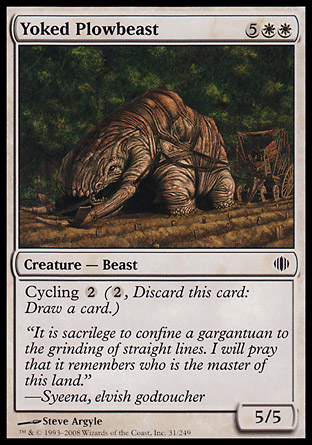 Yoked Plowbeast 5
Creature — Beast
Cycling 2 (2, Discard this card:
Draw a card.)
"It is sacrilege to confine a gargantuan to
the grinding of straight lines. I will pray
that it remembers who is the master of
this land."
—Syeena, elvish godtoucher
5/5
Steve Argyle
™ & © 1993–2008 Wizards of the Coast, Inc. 31/249